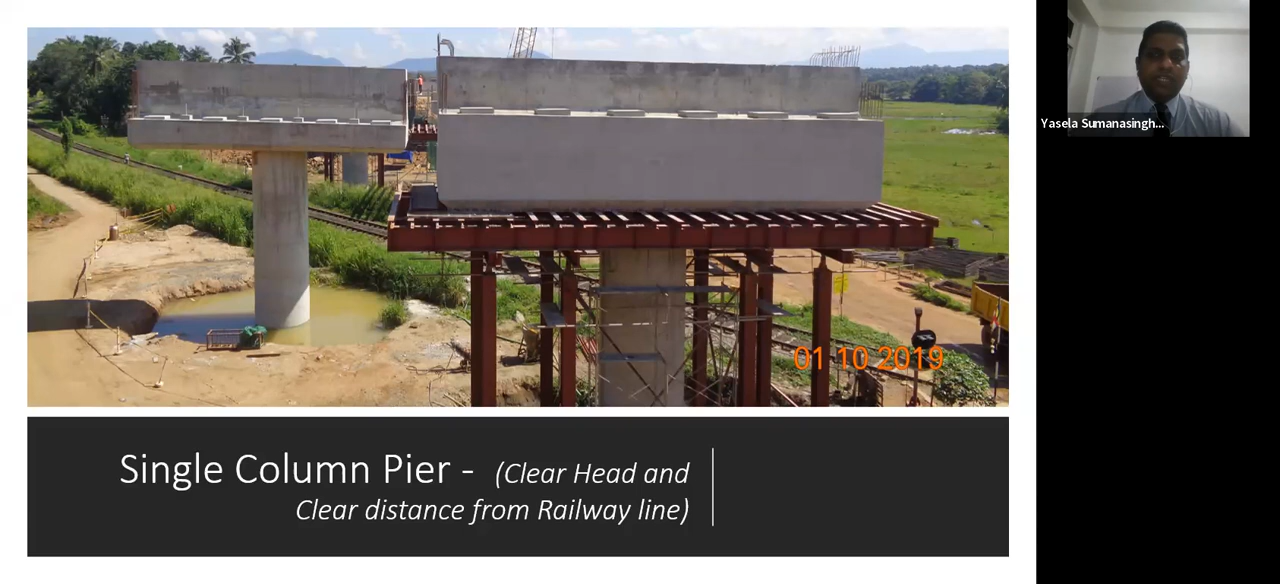 Yasela Sumanasingh...
01 10 2019
Single Column Pier - (Clear Head and
Clear distance from Railway line)